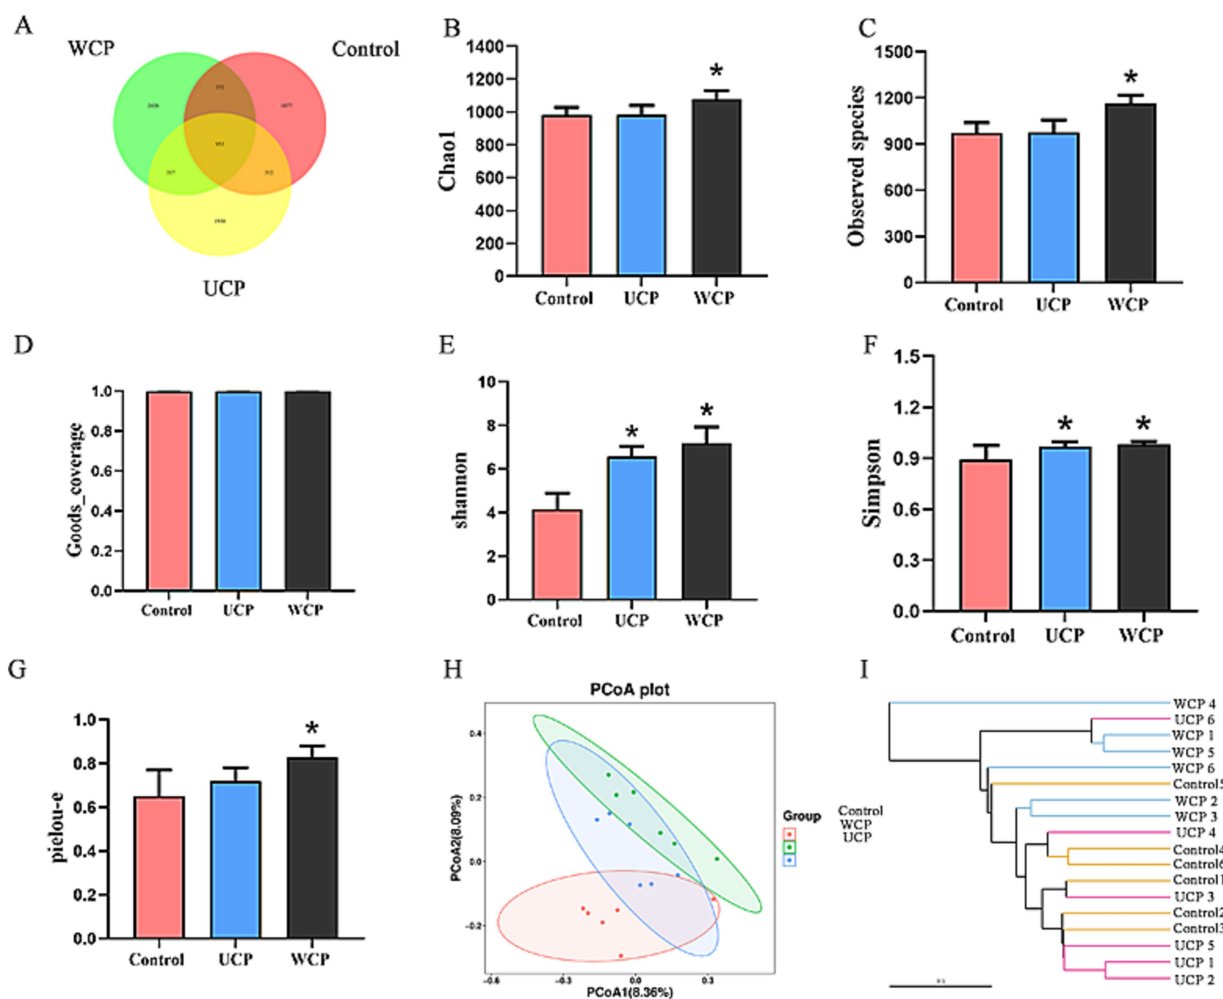 A
WCP
Control
UCP
B
Chao1
1400
1200
1000
800
600
400
200
0
*
Control
UCP
WCP
C
Observed species
1500
1200
900
600
300
0
*
Control
UCP
WCP
D
Goods_coverage
1.0
0.8
0.6
0.4
0.2
0.0
Control
UCP
WCP
E
shannon
10
8
6
4
2
0
*
*
Control
UCP
WCP
F
Simpson
1.5
1.2
0.9
0.6
0.3
0.0
*
*
Control
UCP
WCP
G
pielou-e
1.0
0.8
0.6
0.4
0.2
0.0
*
Control
UCP
WCP
H
PCoA plot
PCoA2(8.09%)
0.4
0.2
0.0
-0.2
-0.6
-0.3
0.0
0.3
PCoA1(8.36%)
Group
Control
WCP
UCP
I
WCP 4
UCP 6
WCP 1
WCP 5
WCP 6
Control5
WCP 2
WCP 3
UCP 4
Control4
Control6
Control1
UCP 3
Control2
Control3
UCP 5
UCP 1
UCP 2